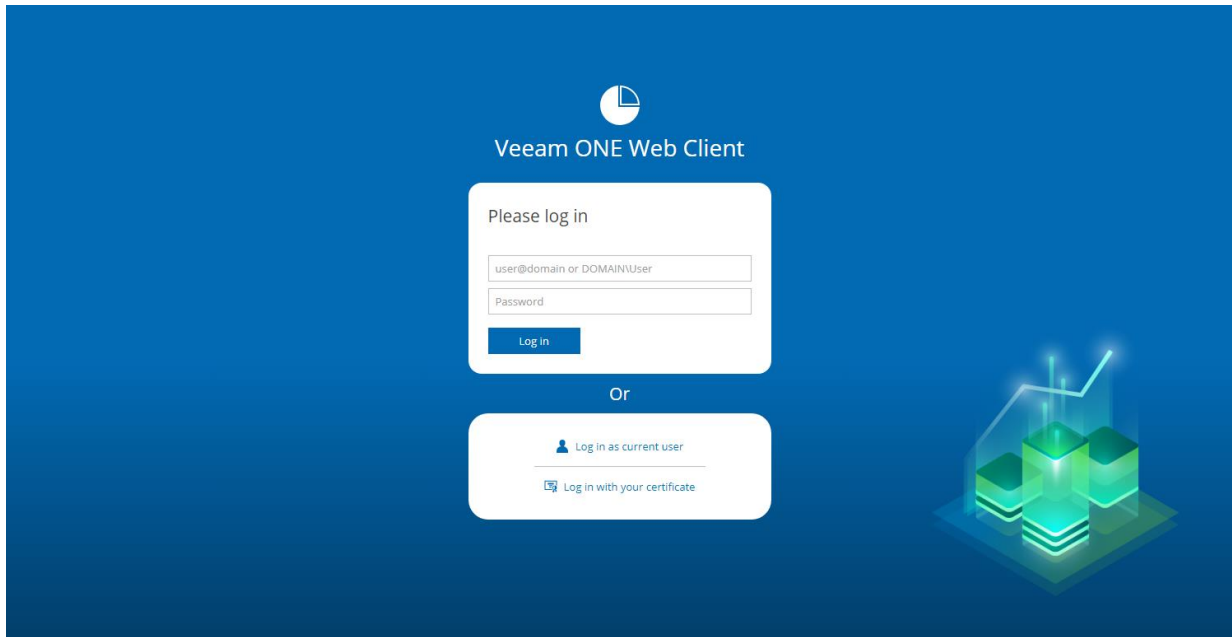 Veeam ONE Web Client
Please log in
user@domain or DOMAIN\User
Password
Log in
Or
Log in as current user
Log in with your certificate